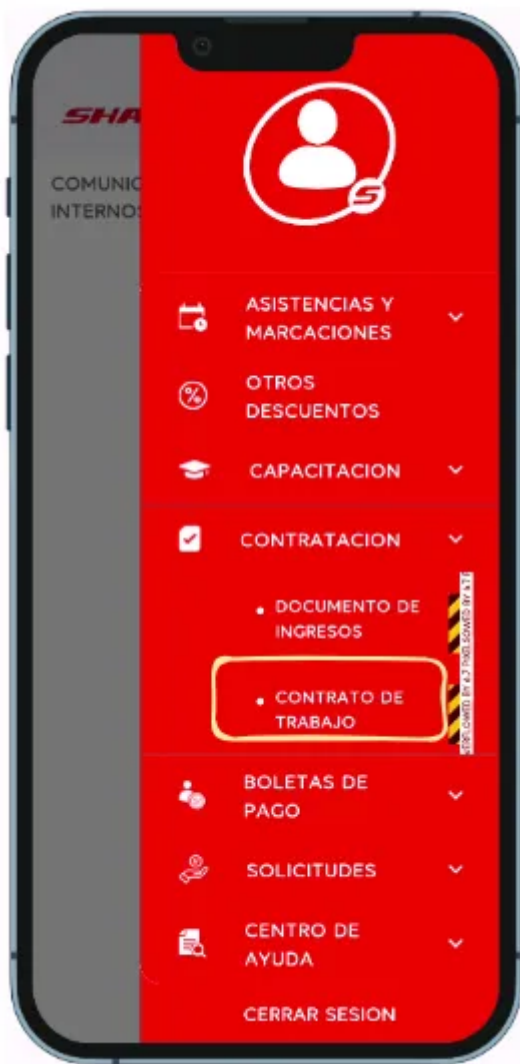 SHA
COMUNIC
INTERNOS
S
ASISTENCIAS Y
MARCACIONES
OTROS
DESCUENTOS
CAPACITACION
CONTRATACION
DOCUMENTO DE
INGRESOS
CONTRATO DE
TRABAJO
BOLETAS DE
PAGO
SOLICITUDES
CENTRO DE
AYUDA
CERRAR SESION